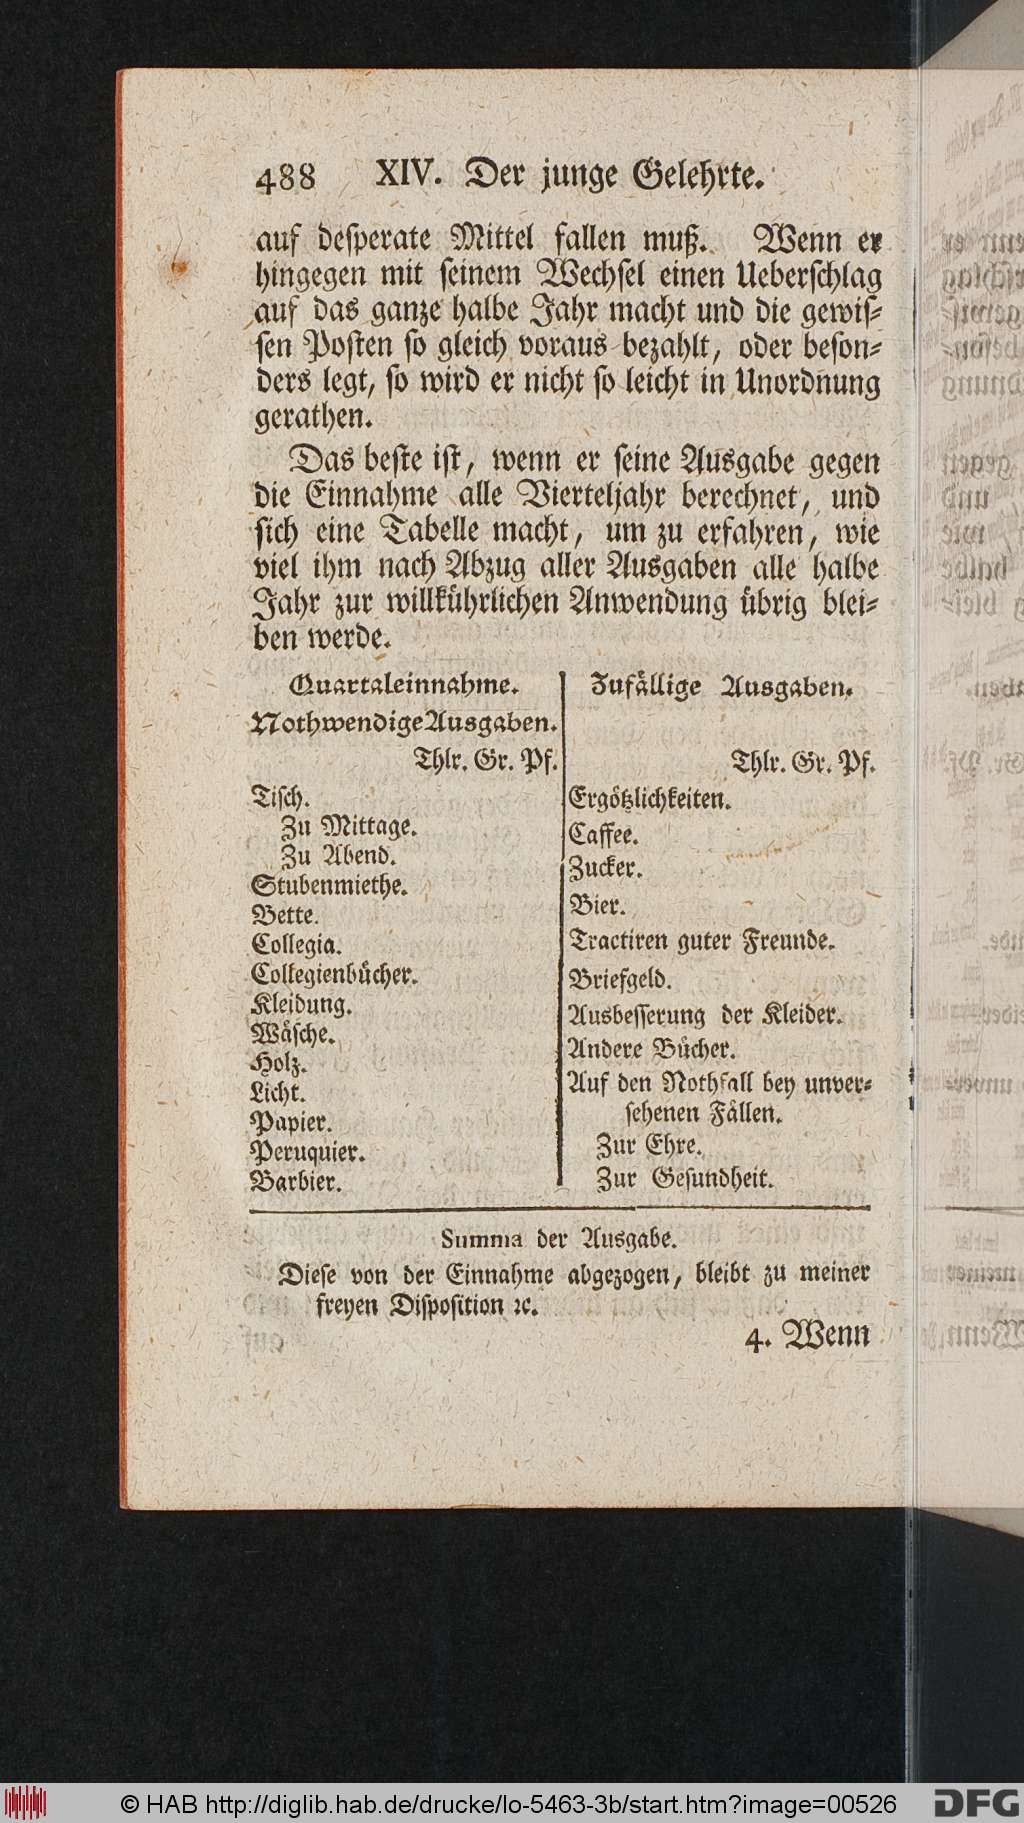 488 XIV. Der junge Gelehrte.
auf desperate Mittel fallen muß. Wenn er
hingegen mit seinem Wechsel einen Ueberschlag
auf das ganze halbe Jahr macht und die gewis-
sen Posten so gleich voraus bezahlt, oder beson-
ders legt, so wird er nicht so leicht in Unordnung
gerathen.
Das beste ist, wenn er seine Ausgabe gegen
die Einnahme alle Vierteljahr berechnet, und
sich eine Tabelle macht, um zu erfahren, wie
viel ihm nach Abzug aller Ausgaben alle halbe
Jahr zur willkührlichen Anwendung übrig blei-
ben werde.
Quartaleinnahme.
Nothwendige Ausgaben.
Thlr. Gr. Pf.
Tisch.
Zu Mittage.
Zu Abend.
Stubenmiethe.
Bette.
Collegia.
Collegienbücher.
Kleidung.
Wäsche.
Holz.
Licht.
Papier.
Peruquier.
Barbier.
Zufällige Ausgaben.
Thlr. Gr. Pf.
Ergötzlichkeiten.
Caffee.
Zucker.
Bier.
Tractiren guter Freunde.
Briefgeld.
Ausbesserung der Kleider.
Andere Bücher.
Auf den Nothfall bey unver-
sehenen Fällen.
Zur Ehre.
Zur Gesundheit.
Summa der Ausgabe.
Diese von der Einnahme abgezogen, bleibt zu meiner
freyen Disposition ꝛc.
4. Wenn
© HAB http://diglib.hab.de/drucke/lo-5463-3b/start.htm?image=00526
DFG